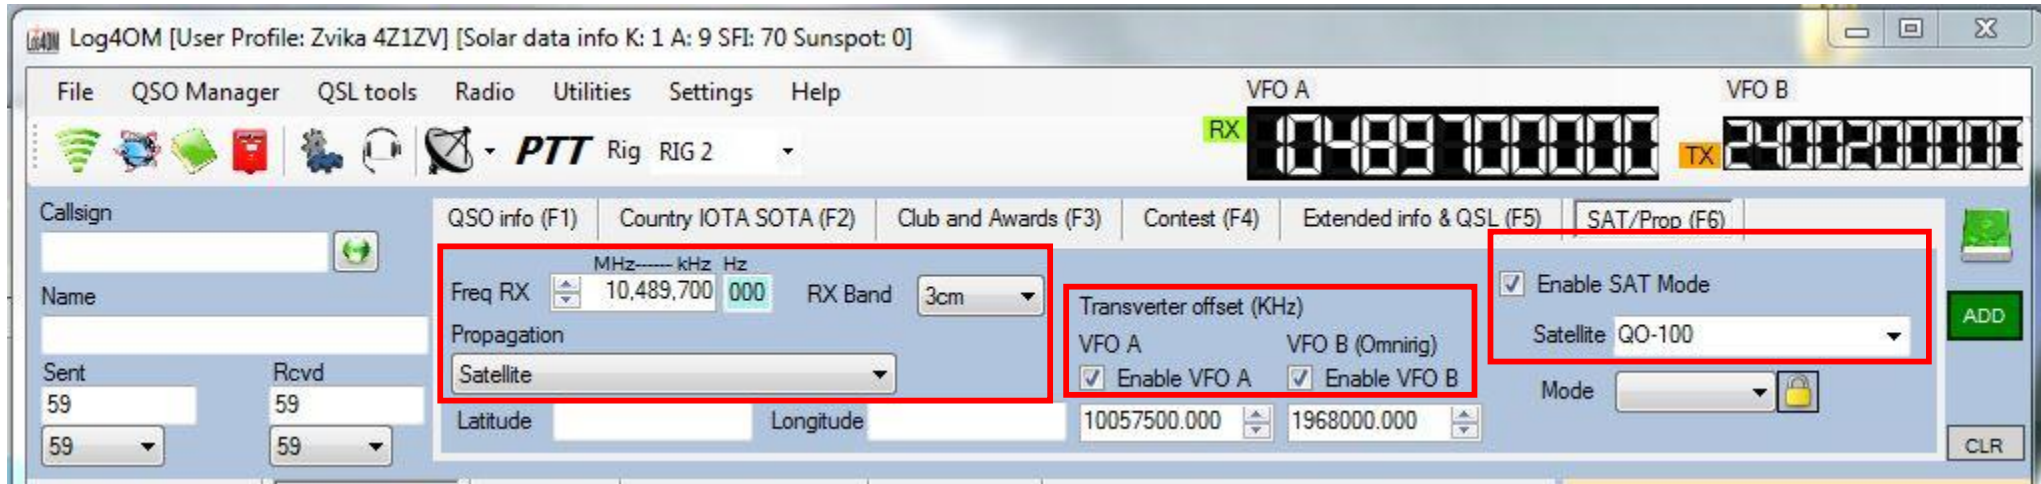 Log4OM [User Profile: Zvika 4Z1ZV] [Solar data info K: 1 A: 9 SFI: 70 Sunspot: 0]
File QSO Manager QSL tools Radio Utilities Settings Help
VFO A VFO B
PTT Rig RIG 2
RX 10489700000 TX 2400200000
Callsign
QSO info (F1) Country IOTA SOTA (F2) Club and Awards (F3) Contest (F4) Extended info & QSL (F5) SAT/Prop (F6)
MHz------ kHz Hz
Freq RX 10,489,700 000 RX Band 3cm
Enable SAT Mode
Name
Transverter offset (KHz)
ADD
Propagation
VFO A VFO B (Omnirig)
Satellite QO-100
Sent Rcvd
Satellite
Enable VFO A Enable VFO B
Mode
59 59
Latitude Longitude
10057500.000 1968000.000
59 59
CLR